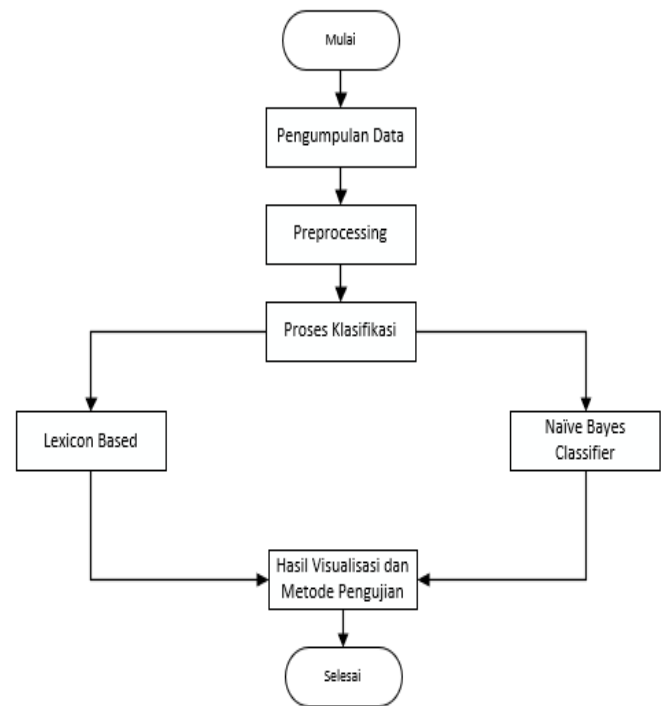 Mulai
Pengumpulan Data
Preprocessing
Proses Klasifikasi
Lexicon Based
Naïve Bayes
Classifier
Hasil Visualisasi dan
Metode Pengujian
Selesai